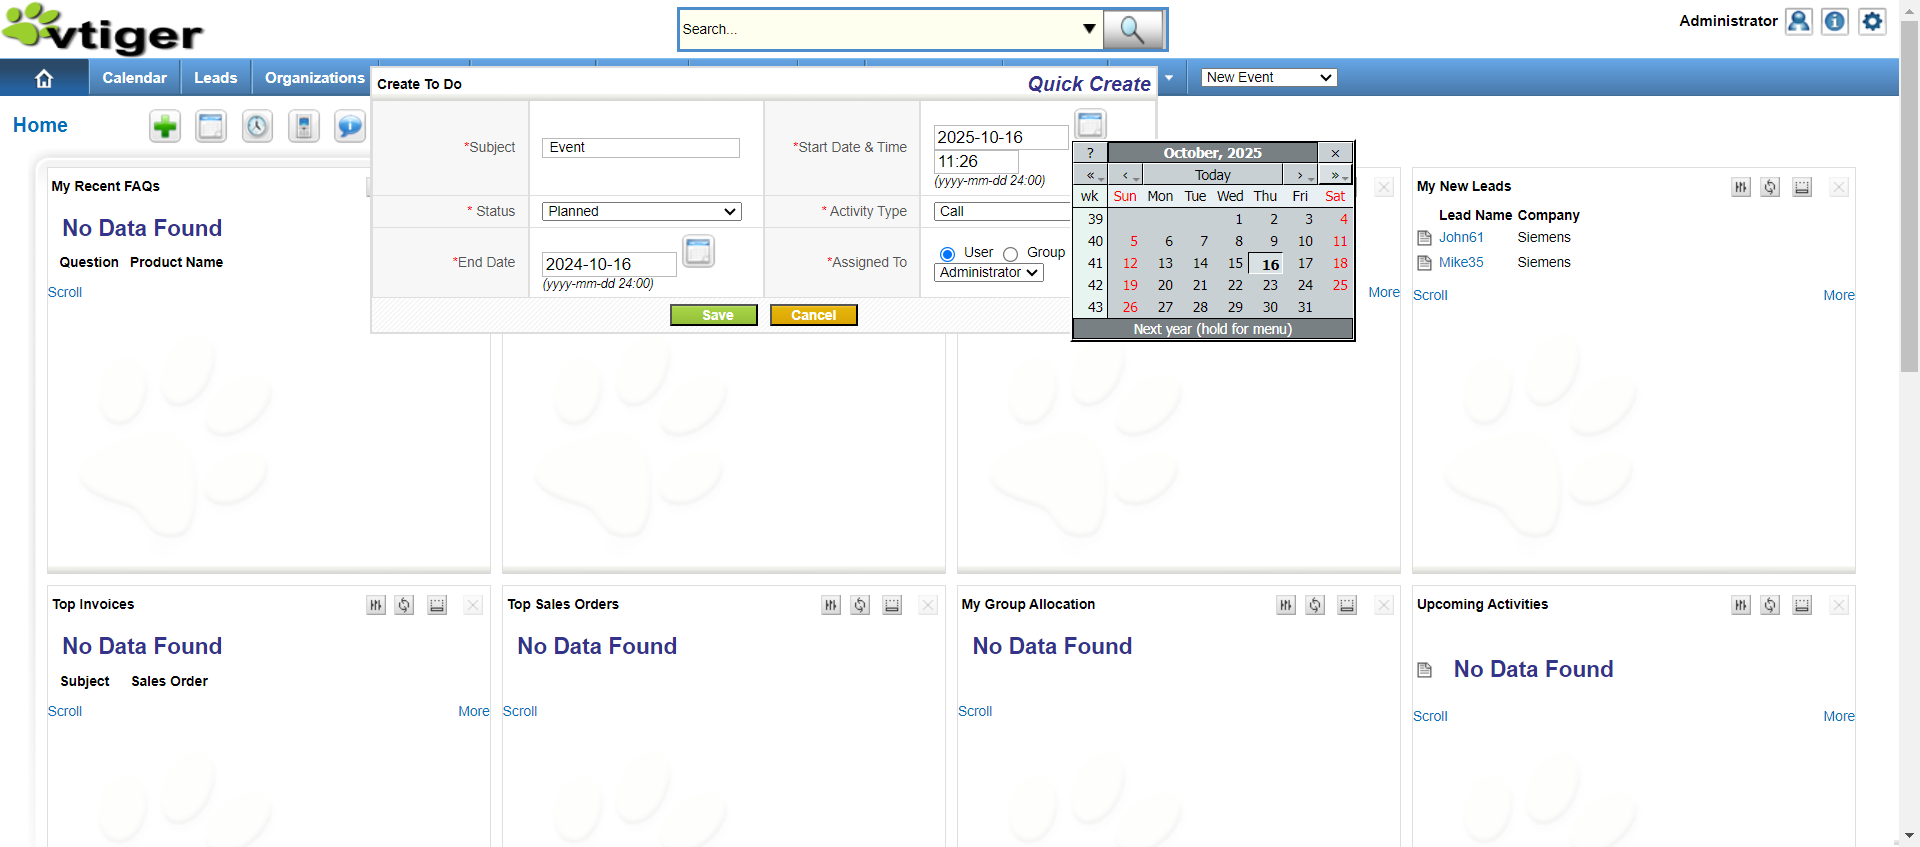 vtiger
Search...
Administrator
Calendar
Leads
Organizations
New Event
Home
Create To Do
Quick Create
*Subject
Event
*Start Date & Time
2025-10-16
11:26
(yyyy-mm-dd 24:00)
* Status
Planned
* Activity Type
Call
*End Date
2024-10-16
(yyyy-mm-dd 24:00)
*Assigned To
User
Group
Administrator
Save
Cancel
?
October, 2025
×
«
‹
Today
›
»
wk Sun Mon Tue Wed Thu Fri Sat
39 1 2 3 4
40 5 6 7 8 9 10 11
41 12 13 14 15 16 17 18
42 19 20 21 22 23 24 25
43 26 27 28 29 30 31
Next year (hold for menu)
My Recent FAQs
No Data Found
Question Product Name
Scroll
More
My New Leads
Lead Name Company
John61 Siemens
Mike35 Siemens
Scroll
More
Top Invoices
No Data Found
Subject Sales Order
Scroll
More
Top Sales Orders
No Data Found
Scroll
My Group Allocation
No Data Found
Scroll
Upcoming Activities
No Data Found
Scroll
More